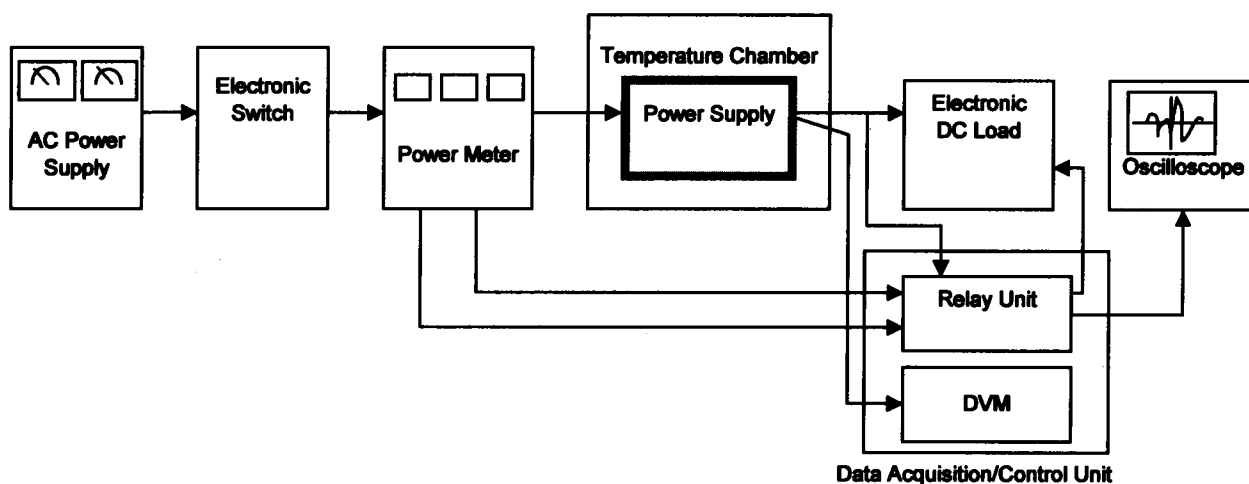 AC Power
Supply
Electronic
Switch
Power Meter
Temperature Chamber
Power Supply
Electronic
DC Load
Oscilloscope
Relay Unit
DVM
Data Acquisition/Control Unit